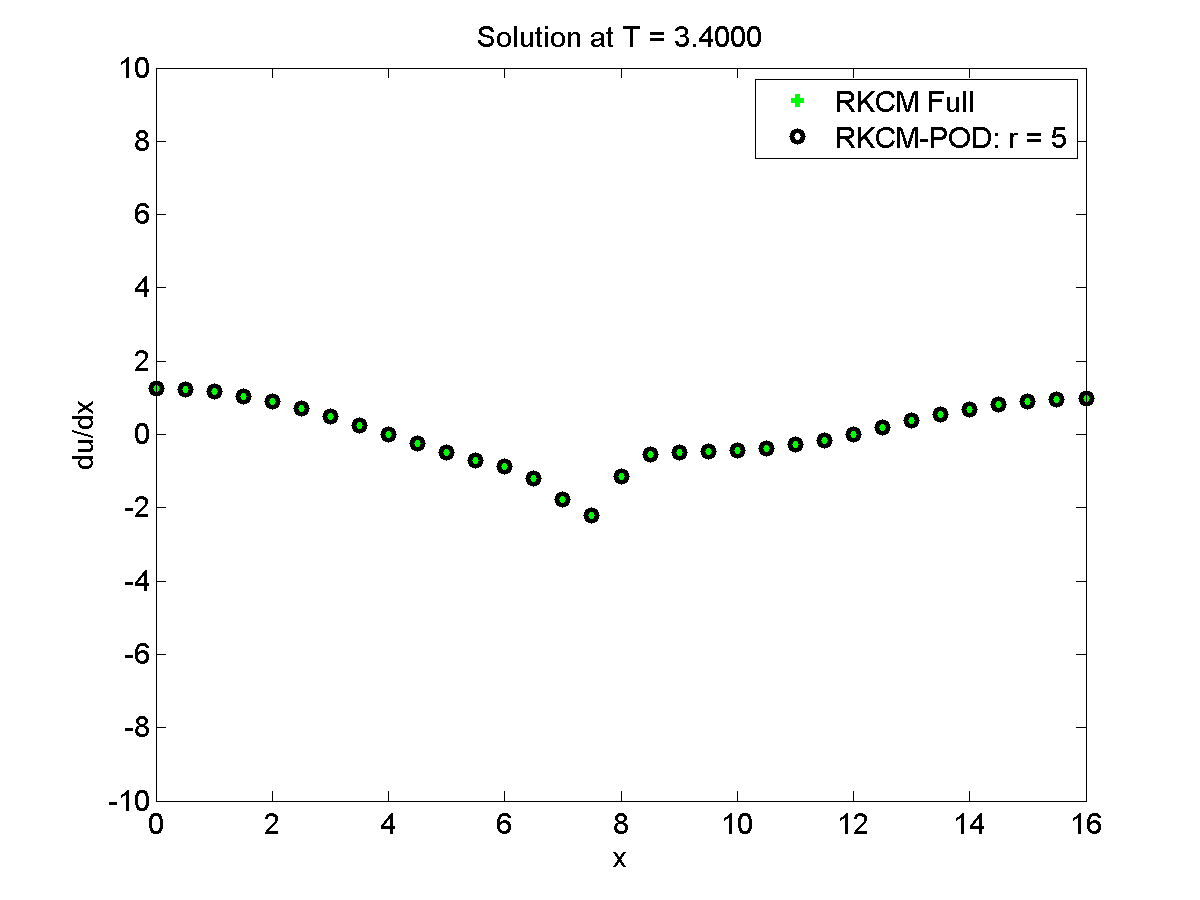 Solution at T = 3.4000
RKCM Full
RKCM-POD: r = 5
10
8
6
4
2
0
-2
-4
-6
-8
-10
du/dx
0 2 4 6 8 10 12 14 16
x